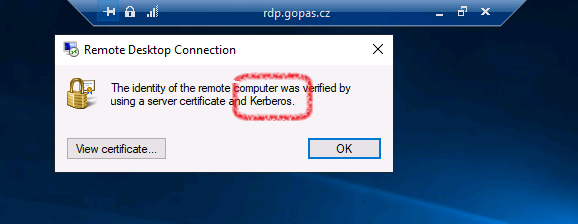 rdp.gopas.cz
Remote Desktop Connection
The identity of the remote computer was verified by
using a server certificate and Kerberos.
View certificate...
OK